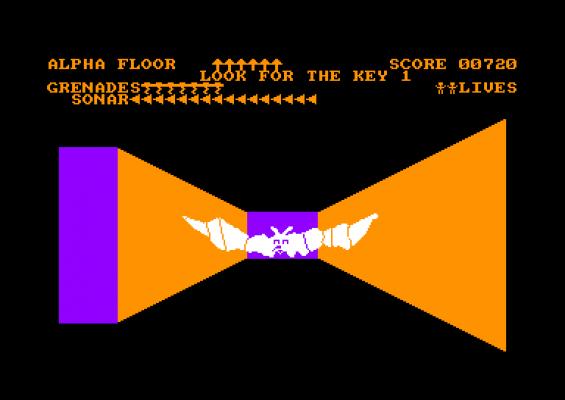 ALPHA FLOOR SCORE 00720
LOOK FOR THE KEY 1
GRENADES LIVES
SONAR